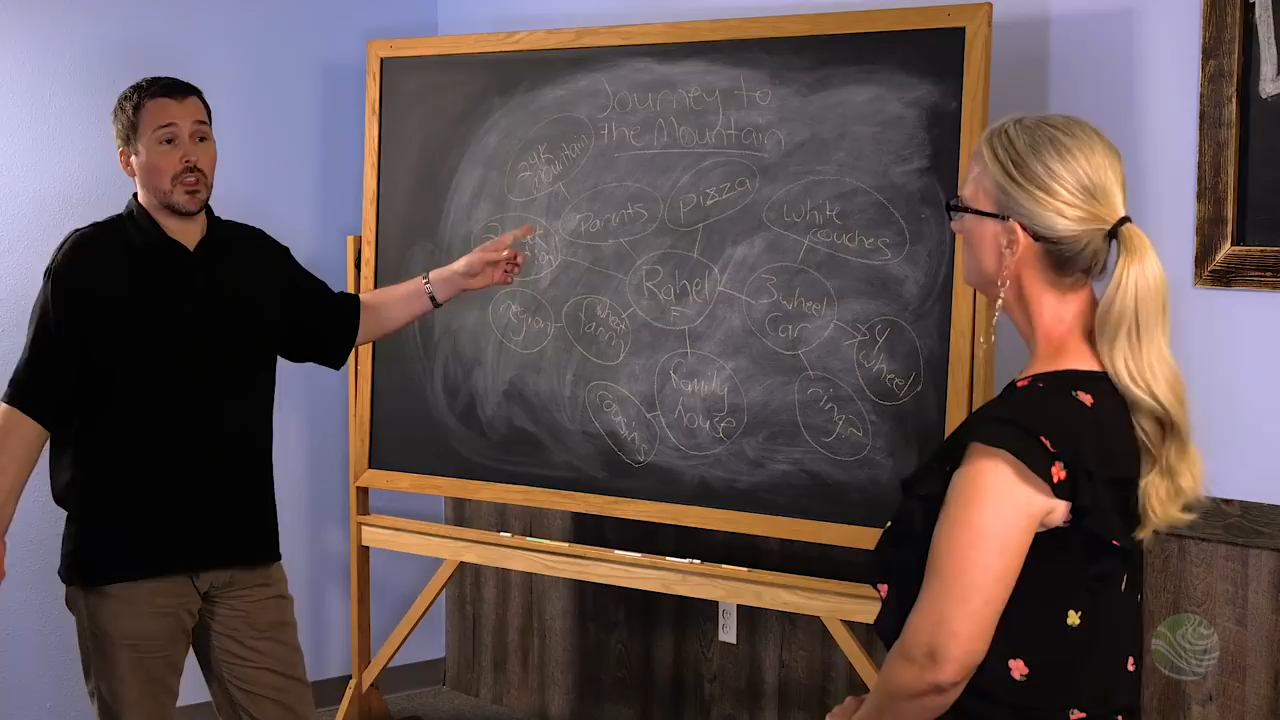 Journey to
The Mountain
24K
mountain
Parents
pizza
white
couches
Rahel
3 wheel
Car
4
wheel
region
wheat
farm
family
house
cousins
rings